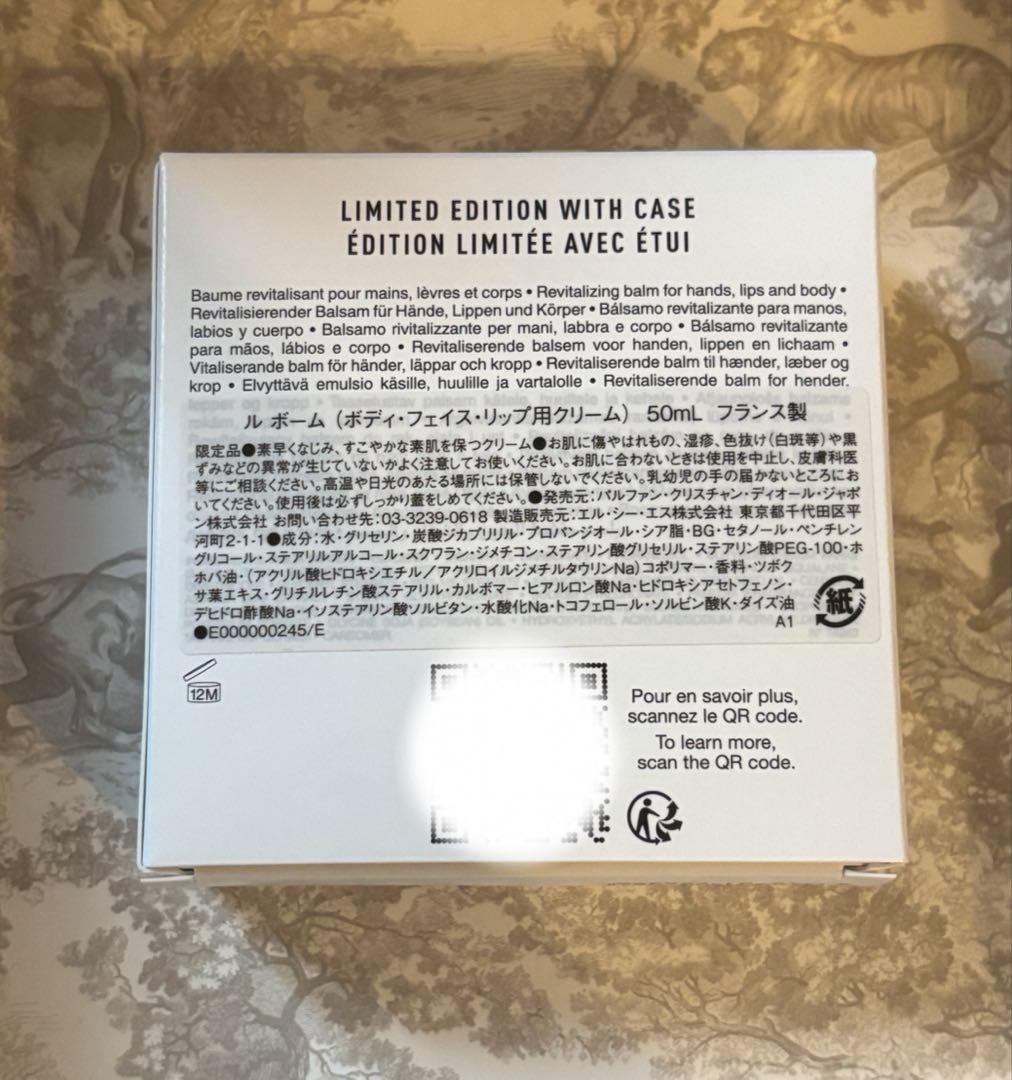 LIMITED EDITION WITH CASE
ÉDITION LIMITÉE AVEC ÉTUI
Baume revitalisant pour mains, lèvres et corps • Revitalizing balm for hands, lips and body •
Revitalisierender Balsam für Hände, Lippen und Körper • Bálsamo revitalizante para manos,
labios y cuerpo • Balsamo rivitalizzante per mani, labbra e corpo • Bálsamo revitalizante
para mãos, lábios e corpo • Revitaliserende balsem voor handen, lippen en lichaam •
Vitaliserande balm för händer, läppar och kropp • Revitaliserende balm til hænder, læber og
krop • Elvyttävä emulsio käsille, huulille ja vartalolle • Revitaliserende balm for hender.
ル ボーム（ボディ・フェイス・リップ用クリーム） 50mL フランス製
限定品●素早くなじみ、すこやかな素肌を保つクリーム●お肌に傷やはれもの、湿疹、色抜け(白斑等)や黒
ずみなどの異常が生じていないかよく注意してお使いください。お肌に合わないときは使用を中止し、皮膚科医
等にご相談ください。高温や日光のあたる場所には保管しないでください。乳幼児の手の届かないところにお
いてください。使用後は必ずしっかり蓋をしめてください。●発売元:パルファン・クリスチャン・ディオール・ジャポ
ン株式会社 お問い合わせ先:03-3239-0618 製造販売元:エル・シー・エス株式会社 東京都千代田区平
河町2-1-1●成分:水・グリセリン・炭酸ジカプリリル・プロパンジオール・シア脂・BG・セタノール・ペンチレン
グリコール・ステアリルアルコール・スクワラン・ジメチコン・ステアリン酸グリセリル・ステアリン酸PEG-100・ホ
ホバ油・(アクリル酸ヒドロキシエチル／アクリロイルジメチルタウリンNa)コポリマー・香料・ツボク
サ葉エキス・グリチルレチン酸ステアリル・カルボマー・ヒアルロン酸Na・ヒドロキシアセトフェノン・
デヒドロ酢酸Na・イソステアリン酸ソルビタン・水酸化Na・トコフェロール・ソルビン酸K・ダイズ油
●E000000245/E
A1
紙
12M
Pour en savoir plus,
scannez le QR code.
To learn more,
scan the QR code.